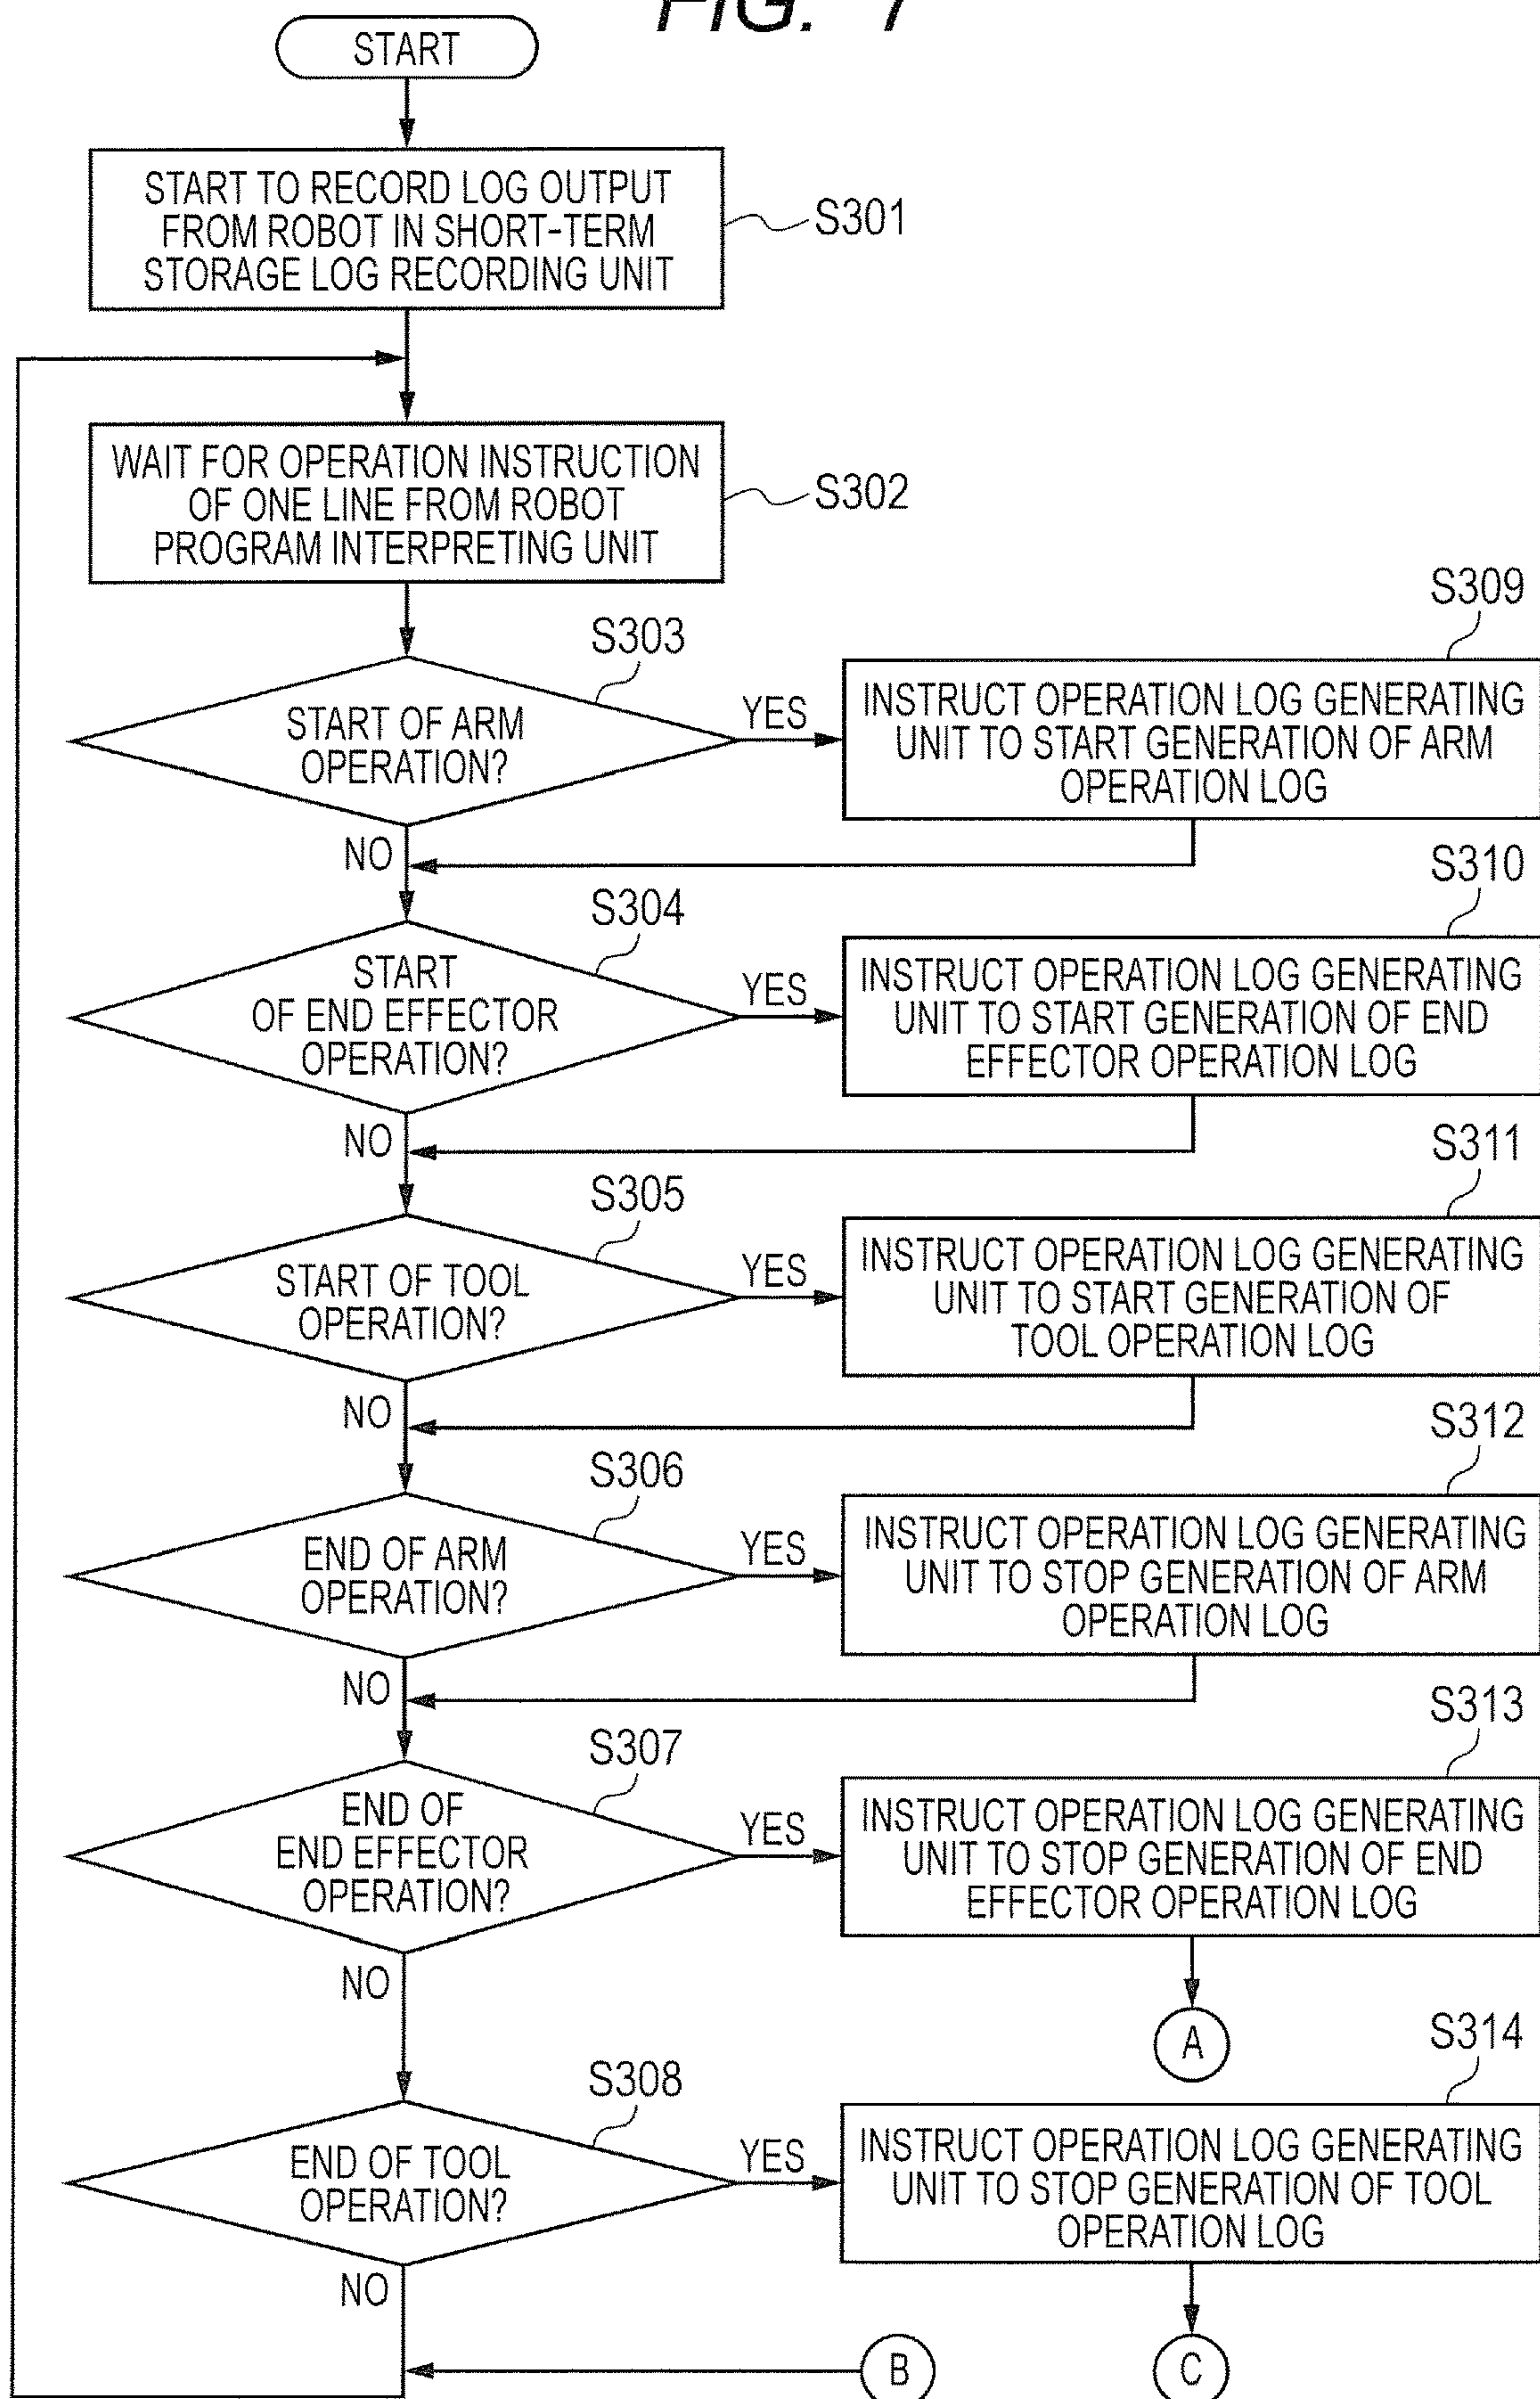 FIG. 7
START
START TO RECORD LOG OUTPUT
FROM ROBOT IN SHORT-TERM
STORAGE LOG RECORDING UNIT
S301
WAIT FOR OPERATION INSTRUCTION
OF ONE LINE FROM ROBOT
PROGRAM INTERPRETING UNIT
S302
S303
START OF ARM
OPERATION?
YES
NO
S309
INSTRUCT OPERATION LOG GENERATING
UNIT TO START GENERATION OF ARM
OPERATION LOG
S304
START
OF END EFFECTOR
OPERATION?
YES
NO
S310
INSTRUCT OPERATION LOG GENERATING
UNIT TO START GENERATION OF END
EFFECTOR OPERATION LOG
S305
START OF TOOL
OPERATION?
YES
NO
S311
INSTRUCT OPERATION LOG GENERATING
UNIT TO START GENERATION OF
TOOL OPERATION LOG
S306
END OF ARM
OPERATION?
YES
NO
S312
INSTRUCT OPERATION LOG GENERATING
UNIT TO STOP GENERATION OF ARM
OPERATION LOG
S307
END OF
END EFFECTOR
OPERATION?
YES
NO
S313
INSTRUCT OPERATION LOG GENERATING
UNIT TO STOP GENERATION OF END
EFFECTOR OPERATION LOG
A
S308
END OF TOOL
OPERATION?
YES
NO
S314
INSTRUCT OPERATION LOG GENERATING
UNIT TO STOP GENERATION OF TOOL
OPERATION LOG
B
C